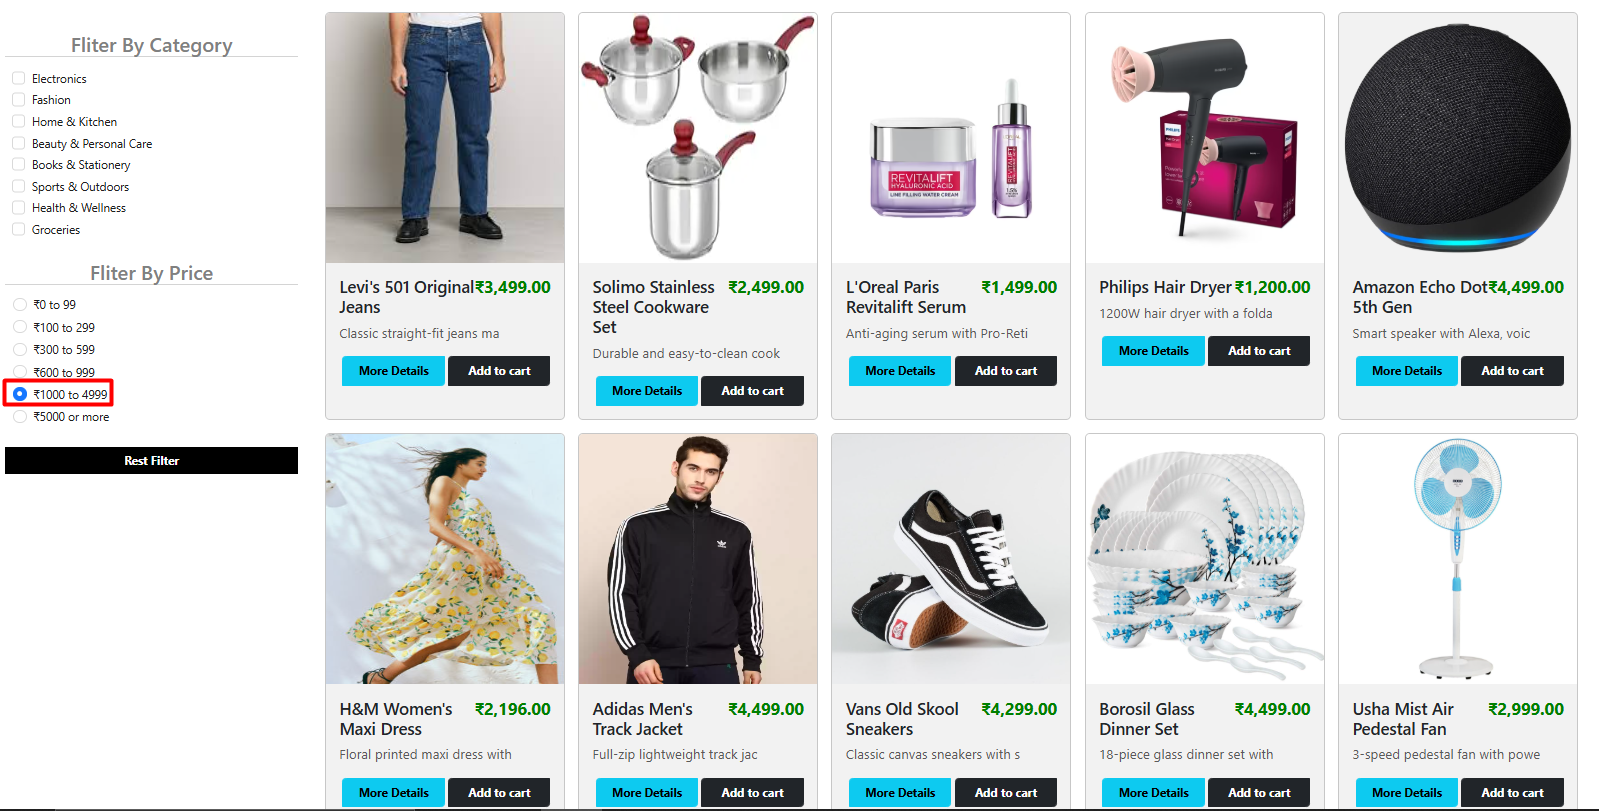 Fliter By Category
Electronics
Fashion
Home & Kitchen
Beauty & Personal Care
Books & Stationery
Sports & Outdoors
Health & Wellness
Groceries
Fliter By Price
₹0 to 99
₹100 to 299
₹300 to 599
₹600 to 999
₹1000 to 4999
₹5000 or more
Rest Filter
Levi's 501 Original ₹3,499.00
Jeans
Classic straight-fit jeans ma
More Details Add to cart
Solimo Stainless ₹2,499.00
Steel Cookware
Set
Durable and easy-to-clean cook
More Details Add to cart
REVITALIFT
HYALURONIC ACID
LINE FILLING WATER CREAM
REVITALIFT
1.5%
L'Oreal Paris ₹1,499.00
Revitalift Serum
Anti-aging serum with Pro-Reti
More Details Add to cart
PHILIPS
Philips Hair Dryer ₹1,200.00
1200W hair dryer with a folda
More Details Add to cart
Amazon Echo Dot ₹4,499.00
5th Gen
Smart speaker with Alexa, voic
More Details Add to cart
H&M Women's ₹2,196.00
Maxi Dress
Floral printed maxi dress with
More Details Add to cart
Adidas Men's ₹4,499.00
Track Jacket
Full-zip lightweight track jac
More Details Add to cart
Vans Old Skool ₹4,299.00
Sneakers
Classic canvas sneakers with s
More Details Add to cart
Borosil Glass ₹4,499.00
Dinner Set
18-piece glass dinner set with
More Details Add to cart
Usha Mist Air ₹2,999.00
Pedestal Fan
3-speed pedestal fan with powe
More Details Add to cart